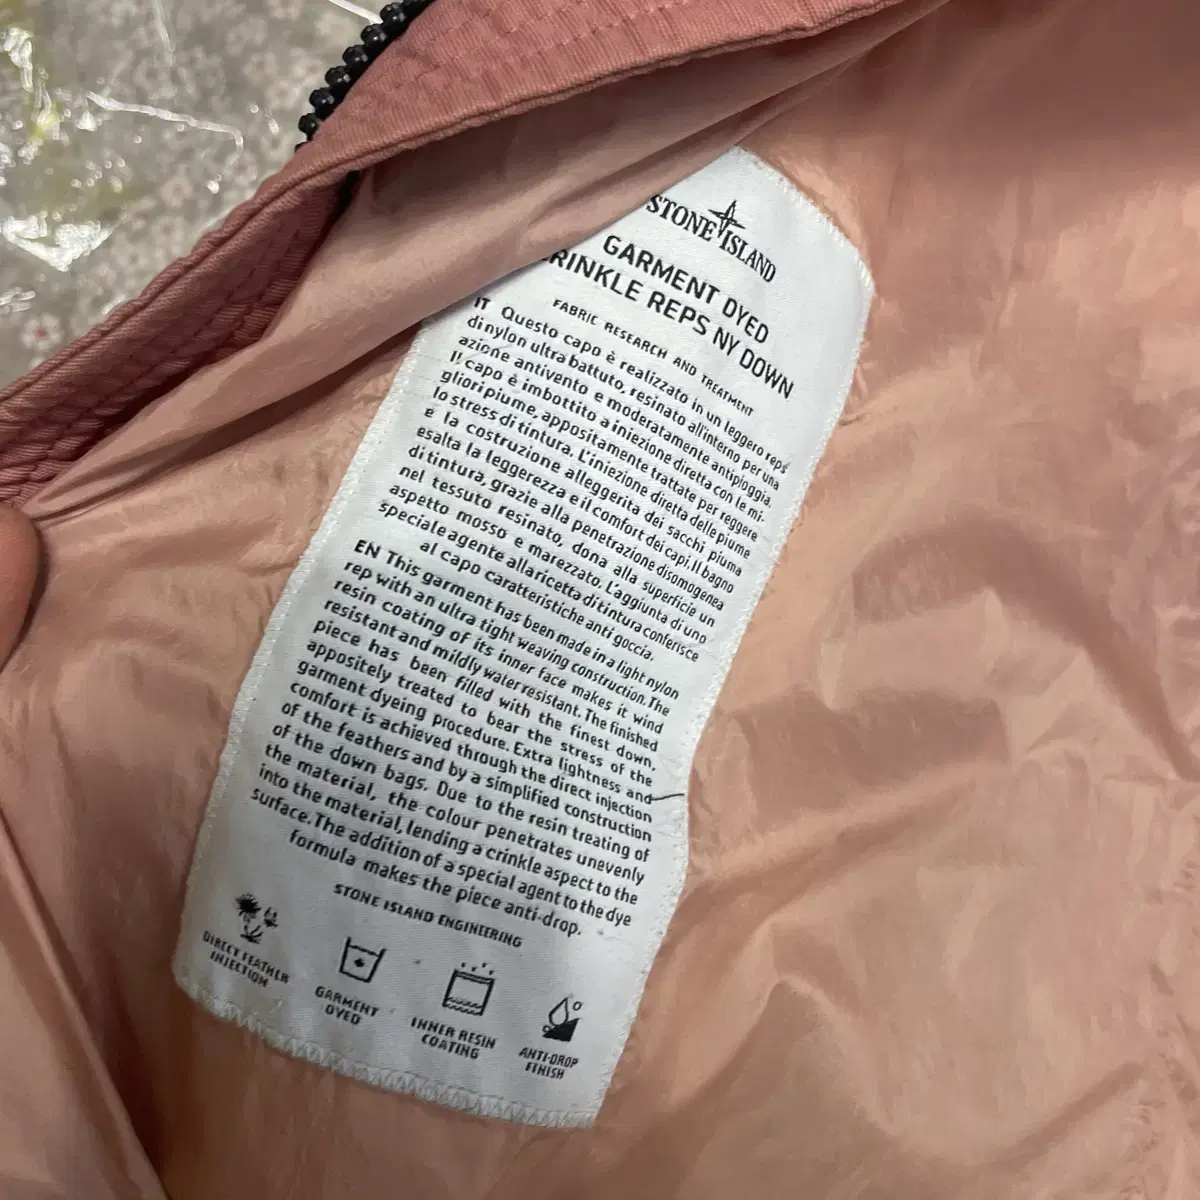 STONE ISLAND
GARMENT DYED
RINKLE REPS NY DOWN
FABRIC RESEARCH AND TREATMENT
IT Questo capo è realizzato in un leggero reps
di nylon ultra battuto, resinato all'interno per una
azione antivento e moderatamente antipioggia
Il capo è imbottito a iniezione diretta con le mi-
gliori piume, appositamente trattate per reggere
lo stress di tintura. L'iniezione diretta delle piume
e la costruzione alleggerita dei sacchi piuma
esalta la leggerezza e il comfort dei capi. Il bagno
di tintura, grazie alla penetrazione disomogenea
nel tessuto resinato, dona alla superficie un
aspetto mosso e marezzato. L'aggiunta di uno
speciale agente alla ricetta di tintura conferisce
al capo caratteristiche anti goccia.
EN This garment has been made in a light nylon
rep with an ultra tight weaving construction. The
resin coating of its inner face makes it wind
resistant and mildly water resistant. The finished
piece has been filled with the finest down,
appositely treated to bear the stress of the
garment dyeing procedure. Extra lightness and
comfort is achieved through the direct injection
of the feathers and by a simplified construction
of the down bags. Due to the resin treating of
the material, the colour penetrates unevenly
into the material, lending a crinkle aspect to the
surface. The addition of a special agent to the dye
formula makes the piece anti-drop.
STONE ISLAND ENGINEERING
DIRECT FEATHER
INJECTION
GARMENT
DYED
INNER RESIN
COATING
ANTI-DROP
FINISH